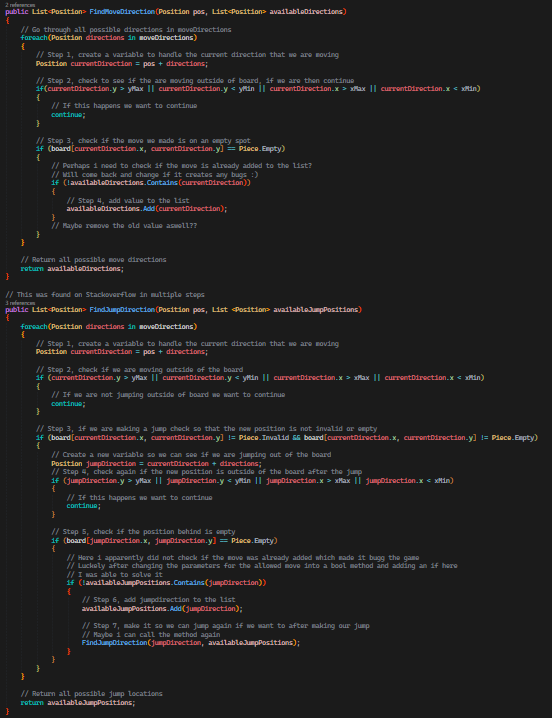 2 references
public List<Position> FindMoveDirection(Position pos, List<Position> availableDirections)
{
// Go through all possible directions in moveDirections
foreach(Position directions in moveDirections)
{
// Step 1, create a variable to handle the current direction that we are moving
Position currentDirection = pos + directions;
// Step 2, check to see if the are moving outside of board, if we are then continue
if(currentDirection.y > yMax || currentDirection.y < yMin || currentDirection.x > xMax || currentDirection.x < xMin)
{
// If this happens we want to continue
continue;
}
// Step 3, check if the move we made is on an empty spot
if (board[currentDirection.x, currentDirection.y] == Piece.Empty)
{
// Perhaps i need to check if the move is already added to the list?
// Will come back and change if it creates any bugs :)
if (!availableDirections.Contains(currentDirection))
{
// Step 4, add value to the list
availableDirections.Add(currentDirection);
}
// Maybe remove the old value aswell??
}
}
// Return all possible move directions
return availableDirections;
}
// This was found on Stackoverflow in multiple steps
3 references
public List<Position> FindJumpDirection(Position pos, List <Position> availableJumpPositions)
{
foreach(Position directions in moveDirections)
{
// Step 1, create a variable to handle the current direction that we are moving
Position currentDirection = pos + directions;
// Step 2, check if we are moving outside of the board
if (currentDirection.y > yMax || currentDirection.y < yMin || currentDirection.x > xMax || currentDirection.x < xMin)
{
// If we are not jumping outside of board we want to continue
continue;
}
// Step 3, if we are making a jump check so that the new position is not invalid or empty
if (board[currentDirection.x, currentDirection.y] != Piece.Invalid && board[currentDirection.x, currentDirection.y] != Piece.Empty)
{
// Create a new variable so we can see if we are jumping out of the board
Position jumpDirection = currentDirection + directions;
// Step 4, check again if the new position is outside of the board after the jump
if (jumpDirection.y > yMax || jumpDirection.y < yMin || jumpDirection.x > xMax || jumpDirection.x < xMin)
{
// If this happens we want to continue
continue;
}
// Step 5, check if the position behind is empty
if (board[jumpDirection.x, jumpDirection.y] == Piece.Empty)
{
// Here i apparently did not check if the move was already added which made it bugg the game
// Luckely after changing the parameters for the allowed move into a bool method and adding an if here
// I was able to solve it
if (!availableJumpPositions.Contains(jumpDirection))
{
// Step 6, add jumpdirection to the list
availableJumpPositions.Add(jumpDirection);
// Step 7, make it so we can jump again if we want to after making our jump
// Maybe i can call the method again
FindJumpDirection(jumpDirection, availableJumpPositions);
}
}
}
}
// Return all possible jump locations
return availableJumpPositions;
}